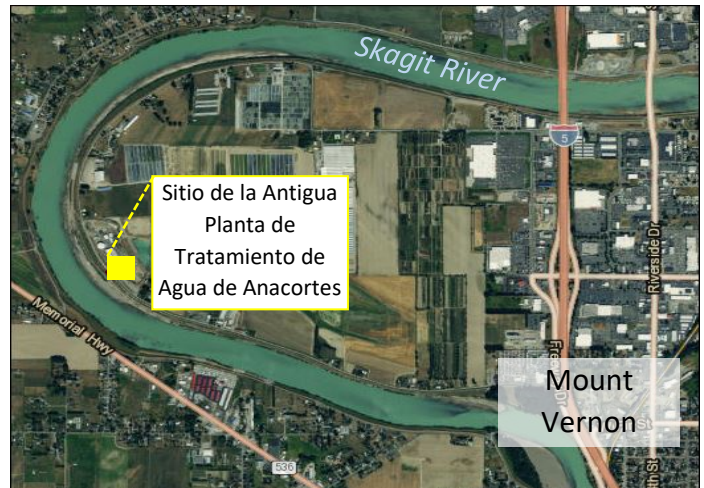 Skagit River
5
Sitio de la Antigua
Planta de
Tratamiento de
Agua de Anacortes
Riverside Dr
Memorial Hwy
Mount
Vernon
536